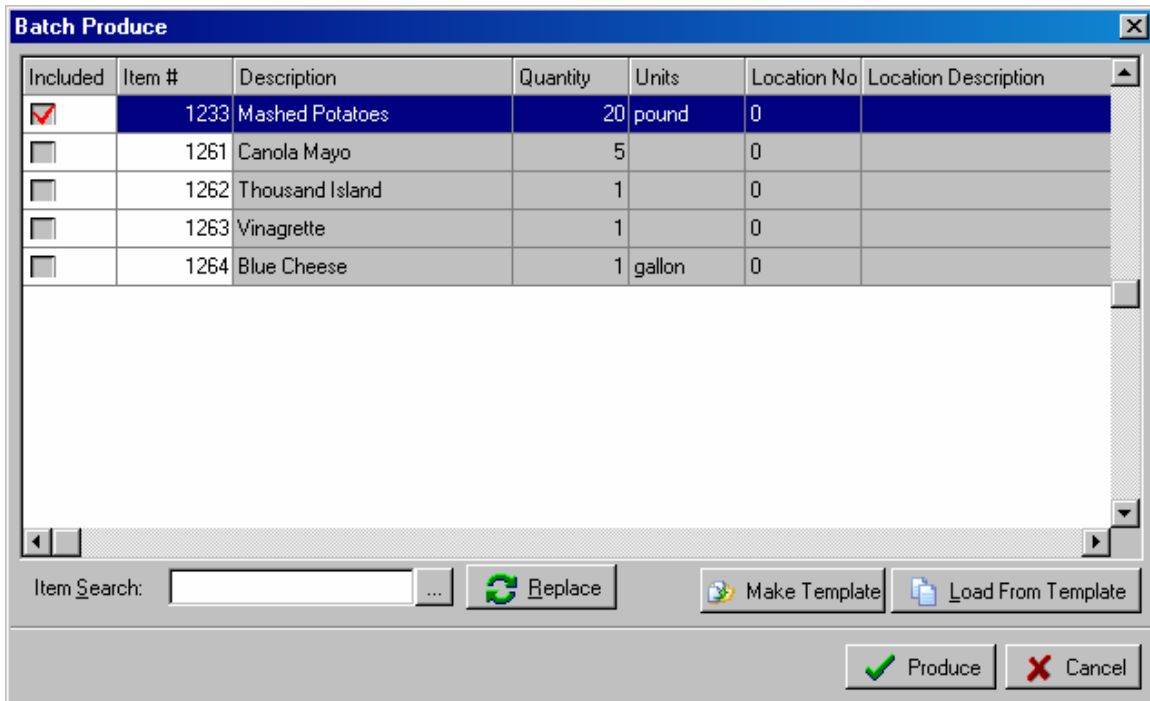 Batch Produce
Included Item # Description Quantity Units Location No Location Description
1233 Mashed Potatoes 20 pound 0
1261 Canola Mayo 5 0
1262 Thousand Island 1 0
1263 Vinagrette 1 0
1264 Blue Cheese 1 gallon 0
Item Search: ... Replace Make Template Load From Template
Produce Cancel